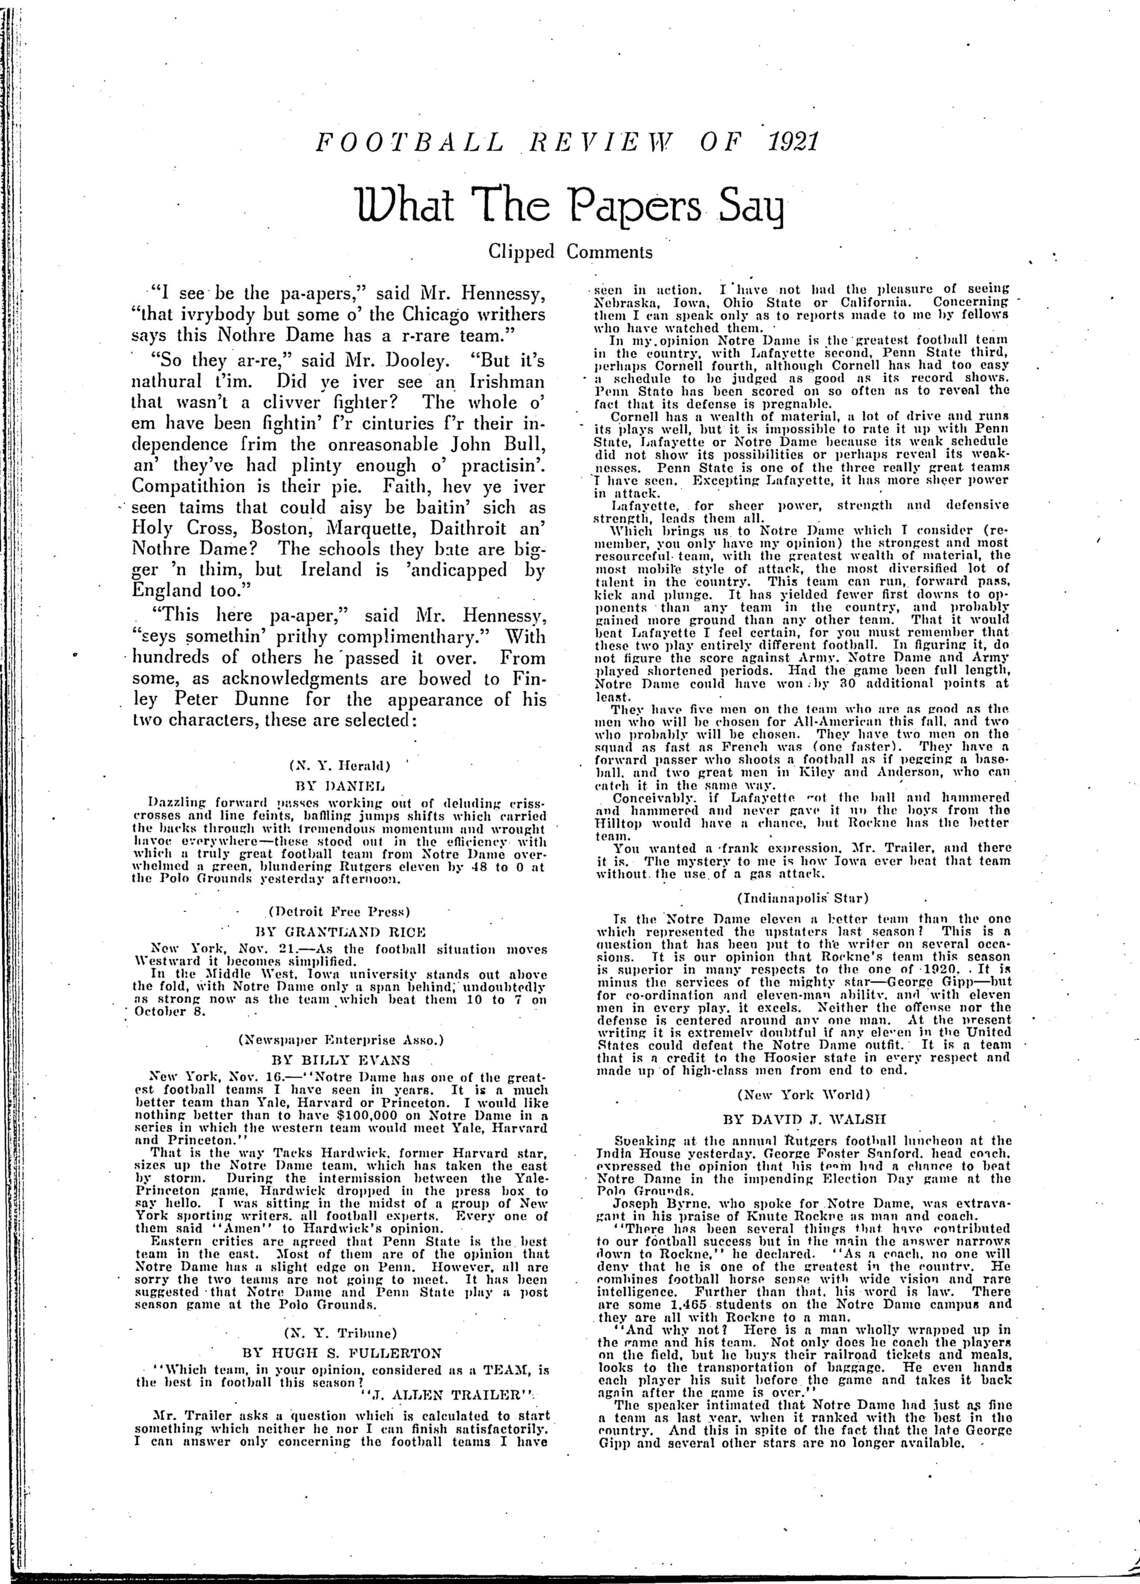 FOOTBALL REVIEW OF 1921
What The Papers Say
Clipped Comments
"I see be the pa-apers," said Mr. Hennessy,
"that ivrybody but some o' the Chicago writhers
says this Nothre Dame has a r-rare team."
"So they ar-re," said Mr. Dooley. "But it's
nathural t'im. Did ye iver see an Irishman
that wasn't a clivver fighter? The whole o'
em have been fightin' f'r cinturies f'r their in-
dependence frim the onreasonable John Bull,
an' they've had plinty enough o' practisin'.
Compatithion is their pie. Faith, hev ye iver
seen taims that could aisy be baitin' sich as
Holy Cross, Boston, Marquette, Daithroit an'
Nothre Dame? The schools they bate are big-
ger 'n thim, but Ireland is 'andicapped by
England too."
"This here pa-aper," said Mr. Hennessy,
"seys somethin' prithy complimenthary." With
hundreds of others he passed it over. From
some, as acknowledgments are bowed to Fin-
ley Peter Dunne for the appearance of his
two characters, these are selected:
(N. Y. Herald)
BY DANIEL
Dazzling forward passes working out of deluding criss-
crosses and line feints, baffling jumps shifts which carried
the backs through with tremendous momentum and wrought
havoc everywhere—these stood out in the efficiency with
which a truly great football team from Notre Dame over-
whelmed a green, blundering Rutgers eleven by 48 to 0 at
the Polo Grounds yesterday afternoon.
(Detroit Free Press)
BY GRANTLAND RICE
New York, Nov. 21.—As the football situation moves
Westward it becomes simplified.
In the Middle West, Iowa university stands out above
the fold, with Notre Dame only a span behind, undoubtedly
as strong now as the team which beat them 10 to 7 on
October 8.
(Newspaper Enterprise Asso.)
BY BILLY EVANS
New York, Nov. 16.—"Notre Dame has one of the great-
est football teams I have seen in years. It is a much
better team than Yale, Harvard or Princeton. I would like
nothing better than to have $100,000 on Notre Dame in a
series in which the western team would meet Yale, Harvard
and Princeton."
That is the way Tacks Hardwick, former Harvard star,
sizes up the Notre Dame team, which has taken the east
by storm. During the intermission between the Yale-
Princeton game, Hardwick dropped in the press box to
say hello. I was sitting in the midst of a group of New
York sporting writers, all football experts. Every one of
them said "Amen" to Hardwick's opinion.
Eastern critics are agreed that Penn State is the best
team in the east. Most of them are of the opinion that
Notre Dame has a slight edge on Penn. However, all are
sorry the two teams are not going to meet. It has been
suggested that Notre Dame and Penn State play a post
season game at the Polo Grounds.
(N. Y. Tribune)
BY HUGH S. FULLERTON
"Which team, in your opinion, considered as a TEAM, is
the best in football this season?
"J. ALLEN TRAILER"
Mr. Trailer asks a question which is calculated to start
something which neither he nor I can finish satisfactorily.
I can answer only concerning the football teams I have
seen in action. I have not had the pleasure of seeing
Nebraska, Iowa, Ohio State or California. Concerning
them I can speak only as to reports made to me by fellows
who have watched them.
In my opinion Notre Dame is the greatest football team
in the country, with Lafayette second, Penn State third,
perhaps Cornell fourth, although Cornell has had too easy
a schedule to be judged as good as its record shows.
Penn State has been scored on so often as to reveal the
fact that its defense is pregnable.
Cornell has a wealth of material, a lot of drive and runs
its plays well, but it is impossible to rate it up with Penn
State, Lafayette or Notre Dame because its weak schedule
did not show its possibilities or perhaps reveal its weak-
nesses. Penn State is one of the three really great teams
I have seen. Excepting Lafayette, it has more sheer power
in attack.
Lafayette, for sheer power, strength and defensive
strength, leads them all.
Which brings us to Notre Dame which I consider (re-
member, you only have my opinion) the strongest and most
resourceful team, with the greatest wealth of material, the
most mobile style of attack, the most diversified lot of
talent in the country. This team can run, forward pass,
kick and plunge. It has yielded fewer first downs to op-
ponents than any team in the country, and probably
gained more ground than any other team. That it would
beat Lafayette I feel certain, for you must remember that
these two play entirely different football. In figuring it, do
not figure the score against Army. Notre Dame and Army
played shortened periods. Had the game been full length,
Notre Dame could have won by 30 additional points at
least.
They have five men on the team who are as good as the
men who will be chosen for All-American this fall, and two
who probably will be chosen. They have two men on the
squad as fast as French was (one faster). They have a
forward passer who shoots a football as if pegging a base-
ball, and two great men in Kiley and Anderson, who can
catch it in the same way.
Conceivably, if Lafayette got the ball and hammered
and hammered and never gave it up the boys from the
Hilltop would have a chance, but Rockne has the better
team.
You wanted a frank expression, Mr. Trailer, and there
it is. The mystery to me is how Iowa ever beat that team
without the use of a gas attack.
(Indianapolis Star)
Is the Notre Dame eleven a better team than the one
which represented the upstaters last season? This is a
question that has been put to the writer on several occa-
sions. It is our opinion that Rockne's team this season
is superior in many respects to the one of 1920. It is
minus the services of the mighty star—George Gipp—but
for co-ordination and eleven-man ability, and with eleven
men in every play, it excels. Neither the offense nor the
defense is centered around any one man. At the present
writing it is extremely doubtful if any eleven in the United
States could defeat the Notre Dame outfit. It is a team
that is a credit to the Hoosier state in every respect and
made up of high-class men from end to end.
(New York World)
BY DAVID J. WALSH
Speaking at the annual Rutgers football luncheon at the
India House yesterday, George Foster Sanford, head coach,
expressed the opinion that his team had a chance to beat
Notre Dame in the impending Election Day game at the
Polo Grounds.
Joseph Byrne, who spoke for Notre Dame, was extrava-
gant in his praise of Knute Rockne as man and coach.
"There has been several things that have contributed
to our football success but in the main the answer narrows
down to Rockne," he declared. "As a coach, no one will
deny that he is one of the greatest in the country. He
combines football horse sense with wide vision and rare
intelligence. Further than that, his word is law. There
are some 1,465 students on the Notre Dame campus and
they are all with Rockne to a man.
"And why not? Here is a man wholly wrapped up in
the game and his team. Not only does he coach the players
on the field, but he buys their railroad tickets and meals,
looks to the transportation of baggage. He even hands
each player his suit before the game and takes it back
again after the game is over."
The speaker intimated that Notre Dame had just as fine
a team as last year, when it ranked with the best in the
country. And this in spite of the fact that the late George
Gipp and several other stars are no longer available.